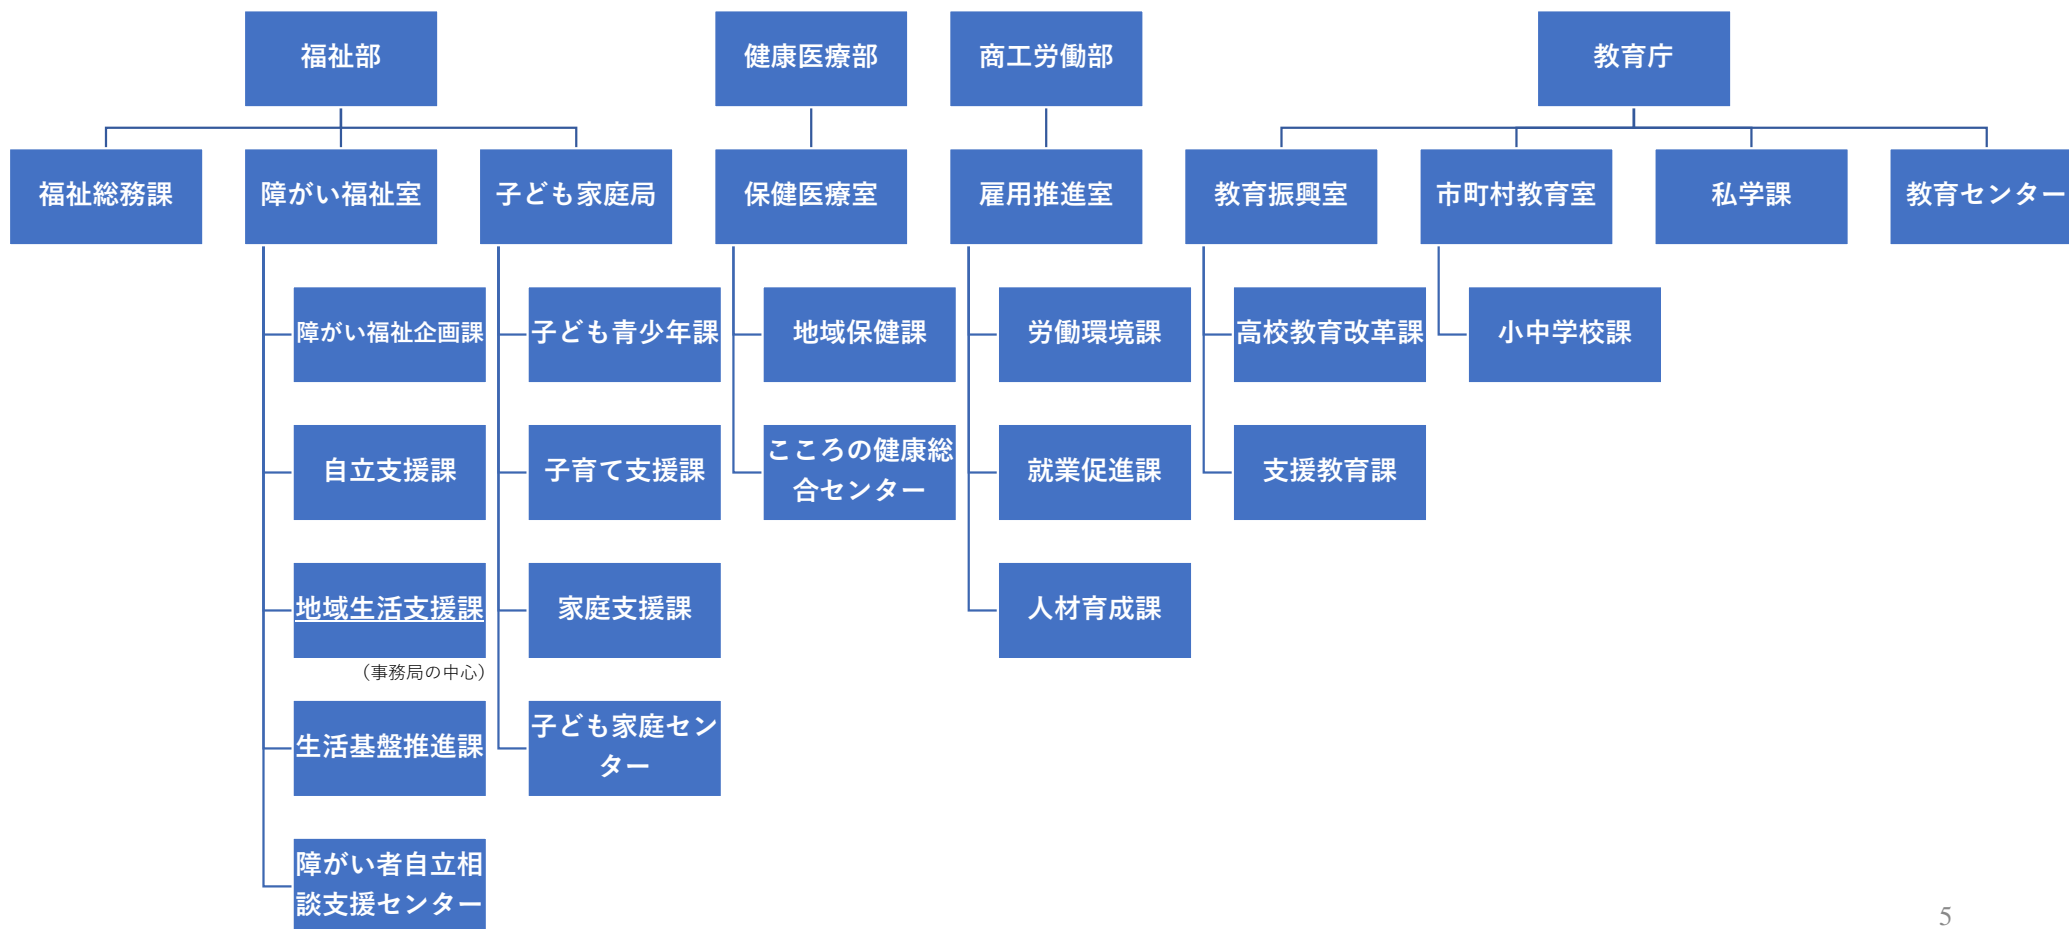 福祉部
健康医療部
商工労働部
教育庁
福祉総務課
障がい福祉室
子ども家庭局
保健医療室
雇用推進室
教育振興室
市町村教育室
私学課
教育センター
障がい福祉企画課
子ども青少年課
地域保健課
労働環境課
高校教育改革課
小中学校課
自立支援課
子育て支援課
こころの健康総
合センター
就業促進課
支援教育課
地域生活支援課
（事務局の中心）
家庭支援課
人材育成課
生活基盤推進課
子ども家庭セン
ター
障がい者自立相
談支援センター
5